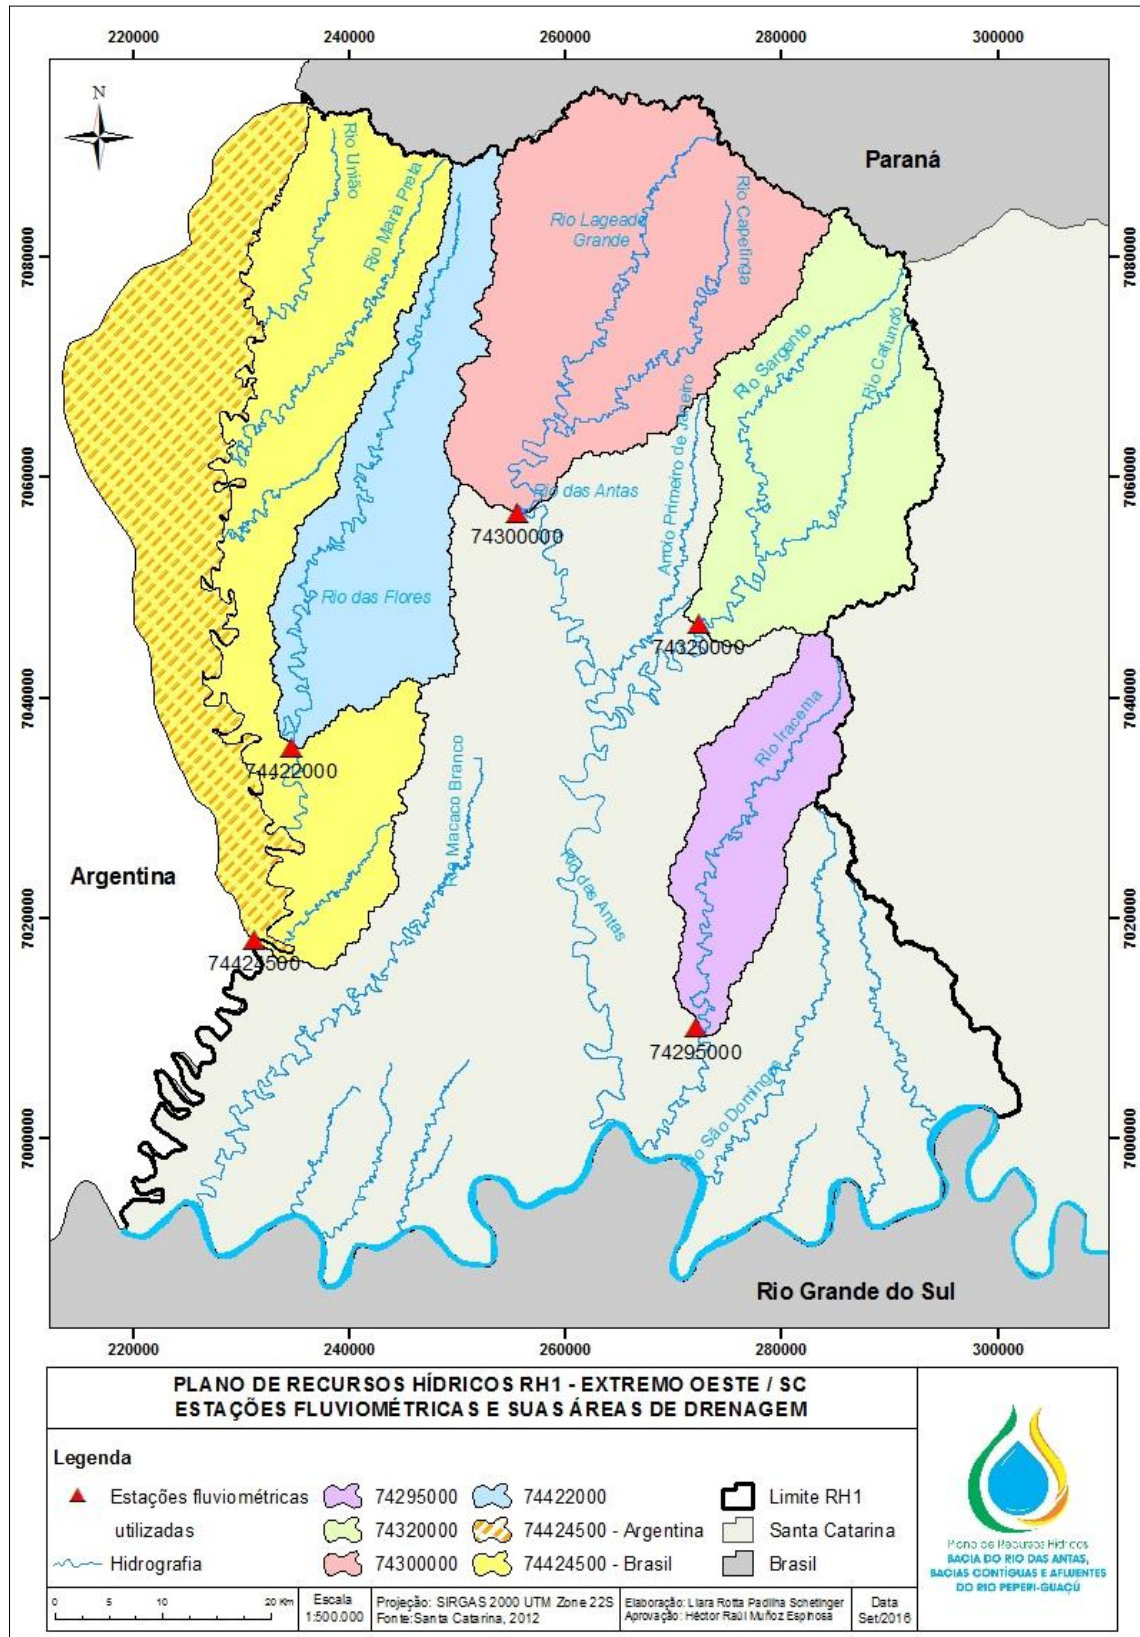 220000 240000 260000 280000 300000
N
Paraná
Rio União
Rio Maria Preta
Rio Lageado
Grande
Rio Capetinga
7080000 7080000
Rio Sargento
Rio Cafundó
Arroio Primeiro de Janeiro
7060000 7060000
Rio das Antas
74300000
Rio das Flores
74320000
7040000 7040000
Rio Iracema
74422000
Rio Macaco Branco
Argentina
Rio das Antas
7020000 7020000
74424500
74295000
Rio São Domingos
7000000 7000000
Rio Grande do Sul
220000 240000 260000 280000 300000
PLANO DE RECURSOS HÍDRICOS RH1 - EXTREMO OESTE / SC
ESTAÇÕES FLUVIOMÉTRICAS E SUAS ÁREAS DE DRENAGEM
Legenda
Estações fluviométricas 74295000 74422000 Limite RH1
utilizadas 74320000 74424500 - Argentina Santa Catarina
Hidrografia 74300000 74424500 - Brasil Brasil
0 5 10 20 Km
Escala
1:500.000
Projeção: SIRGAS 2000 UTM Zone 22S
Fonte:Santa Catarina, 2012
Elaboração: Liara Rotta Padilha Schetinger
Aprovação: Héctor Raúl Muñoz Espinosa
Data
Set/2016
Plano de Recursos Hídricos
BACIA DO RIO DAS ANTAS,
BACIAS CONTÍGUAS E AFLUENTES
DO RIO PEPERI-GUAÇÚ